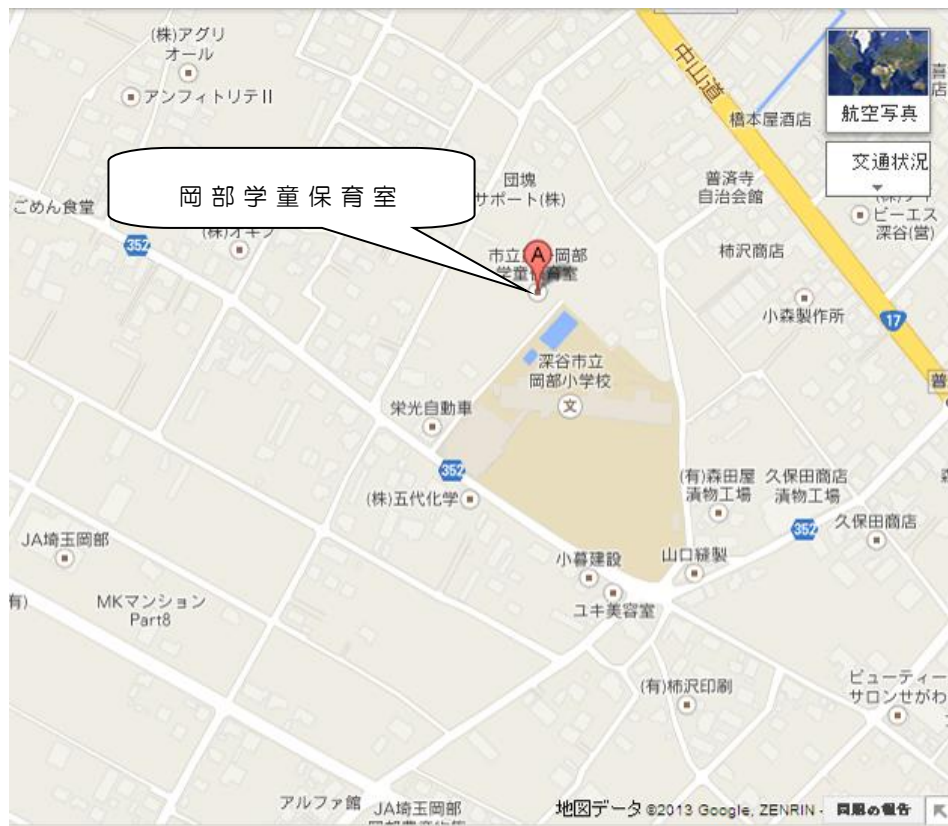 (株)アグリ
オール
アンフィトリテⅡ
中山道
橋本屋酒店
航空写真
交通状況
岡部学童保育室
団塊
サポート(株)
普済寺
自治会館
ビーエス
深谷(営)
ごめん食堂
352
市立
岡部
柿沢商店
小森製作所
17
深谷市立
岡部小学校
文
栄光自動車
352
(株)五代化学
(有)森田屋
漬物工場
久保田商店
漬物工場
352
久保田商店
JA埼玉岡部
小暮建設
山口縫製
ユキ美容室
有)
MKマンション
Part8
(有)柿沢印刷
ビューティー
サロンせがわ
アルファ館
JA埼玉岡部
地図データ ©2013 Google, ZENRIN -
問題の報告
A